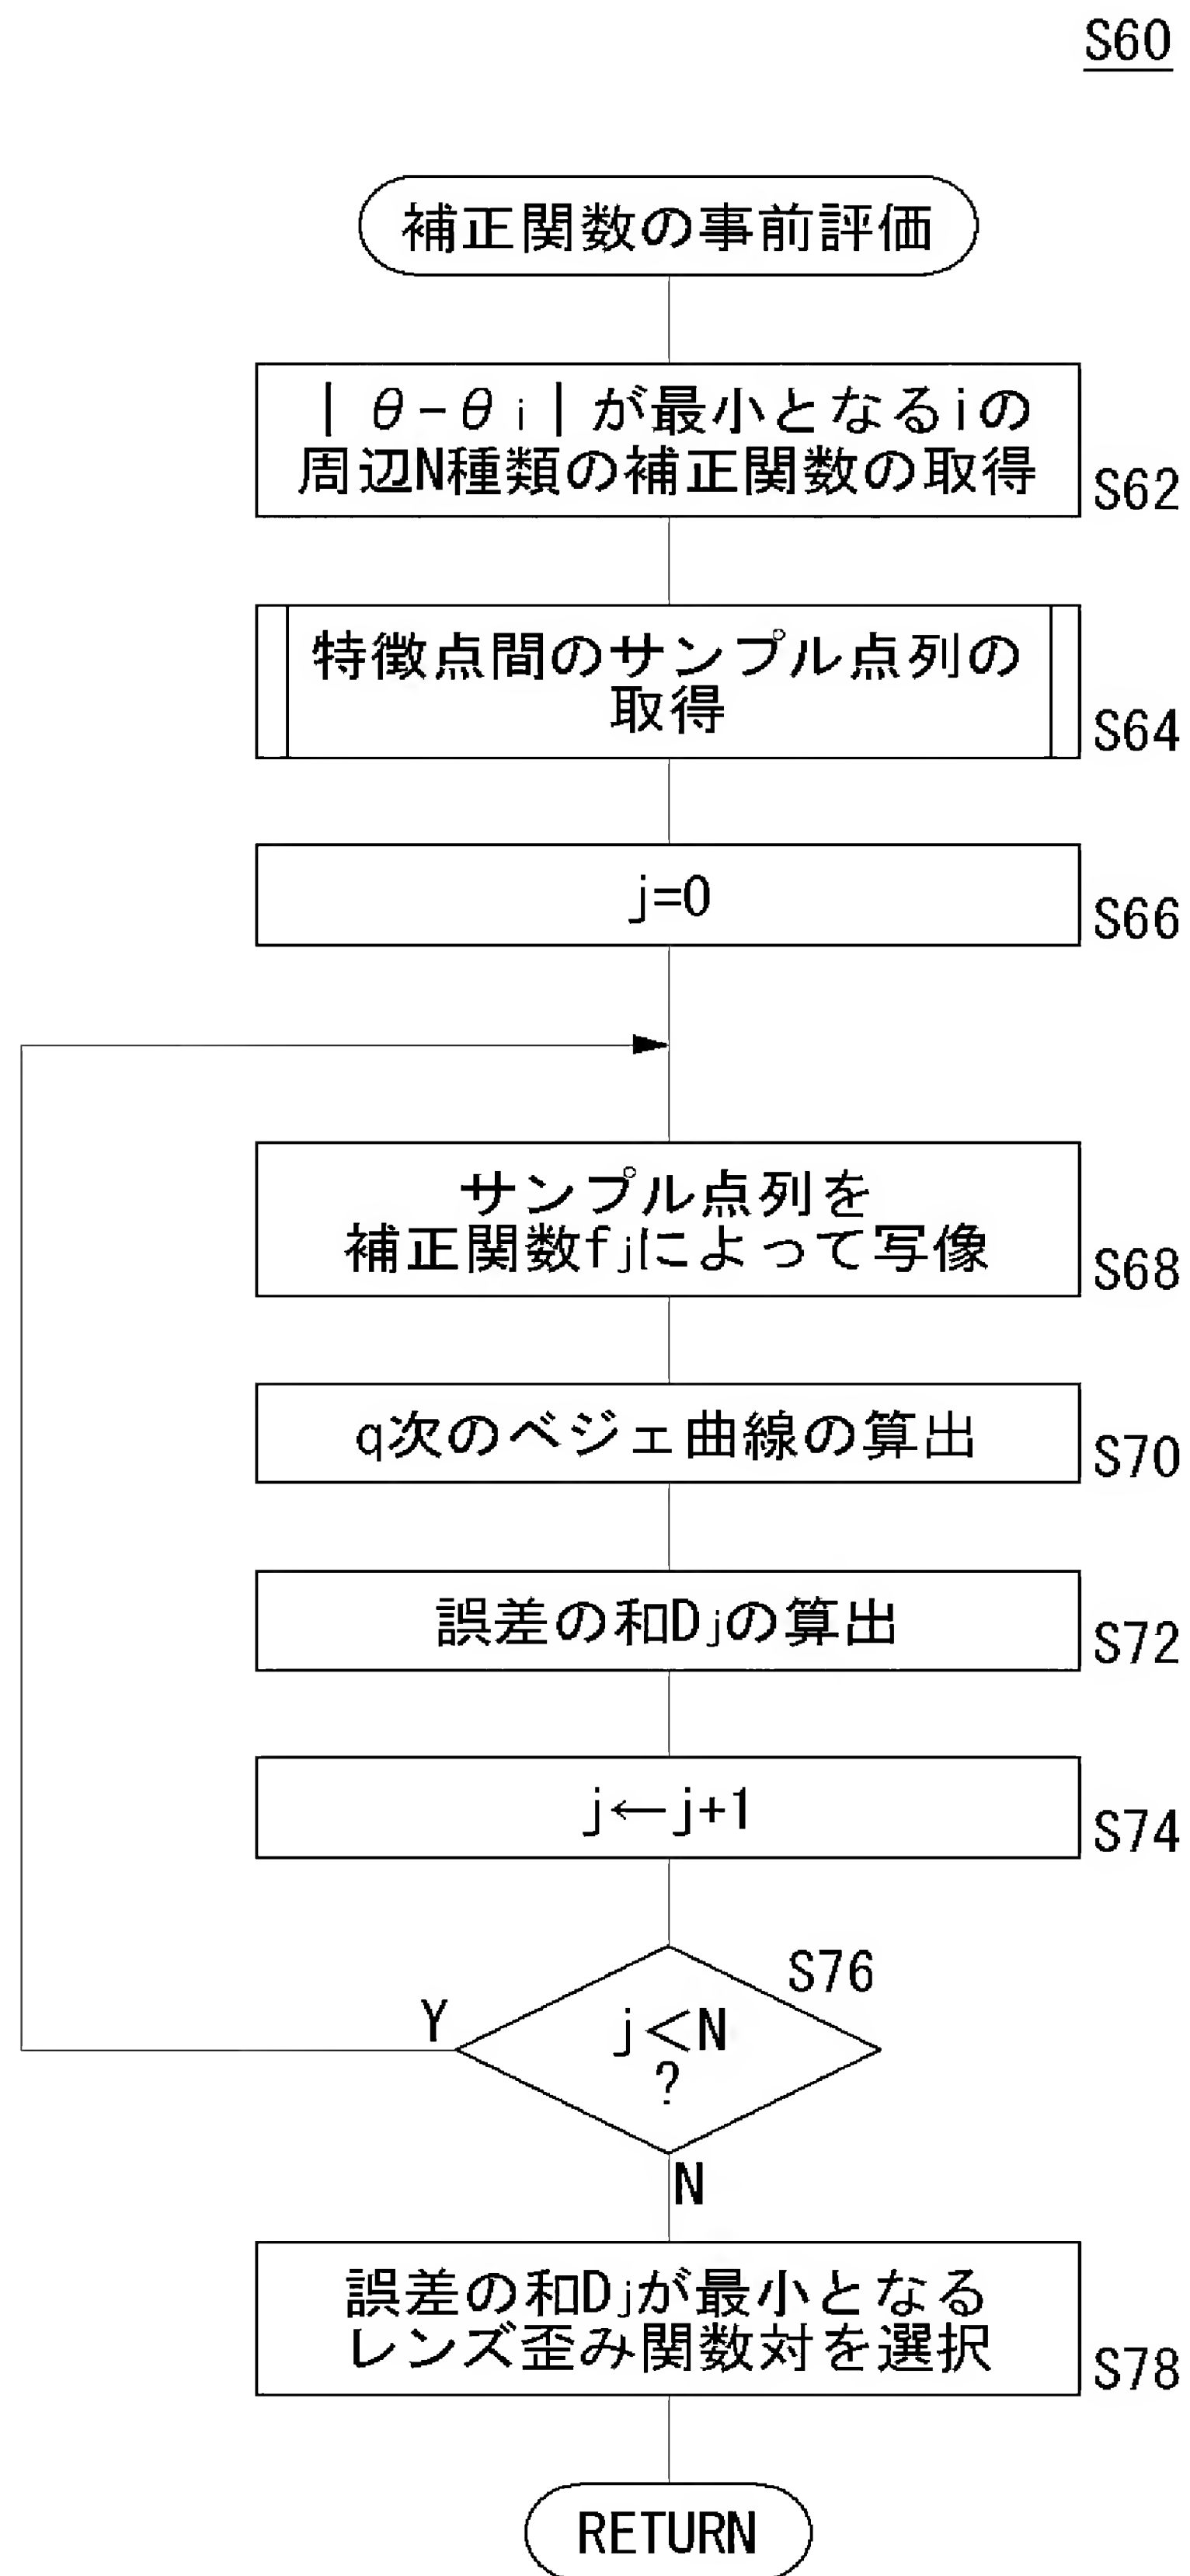 S60
補正関数の事前評価
| θ-θi | が最小となるiの
周辺N種類の補正関数の取得
S62
特徴点間のサンプル点列の
取得
S64
j=0
S66
サンプル点列を
補正関数fjによって写像
S68
q次のベジェ曲線の算出
S70
誤差の和Djの算出
S72
j←j+1
S74
S76
Y
j<N
?
N
誤差の和Djが最小となる
レンズ歪み関数対を選択
S78
RETURN